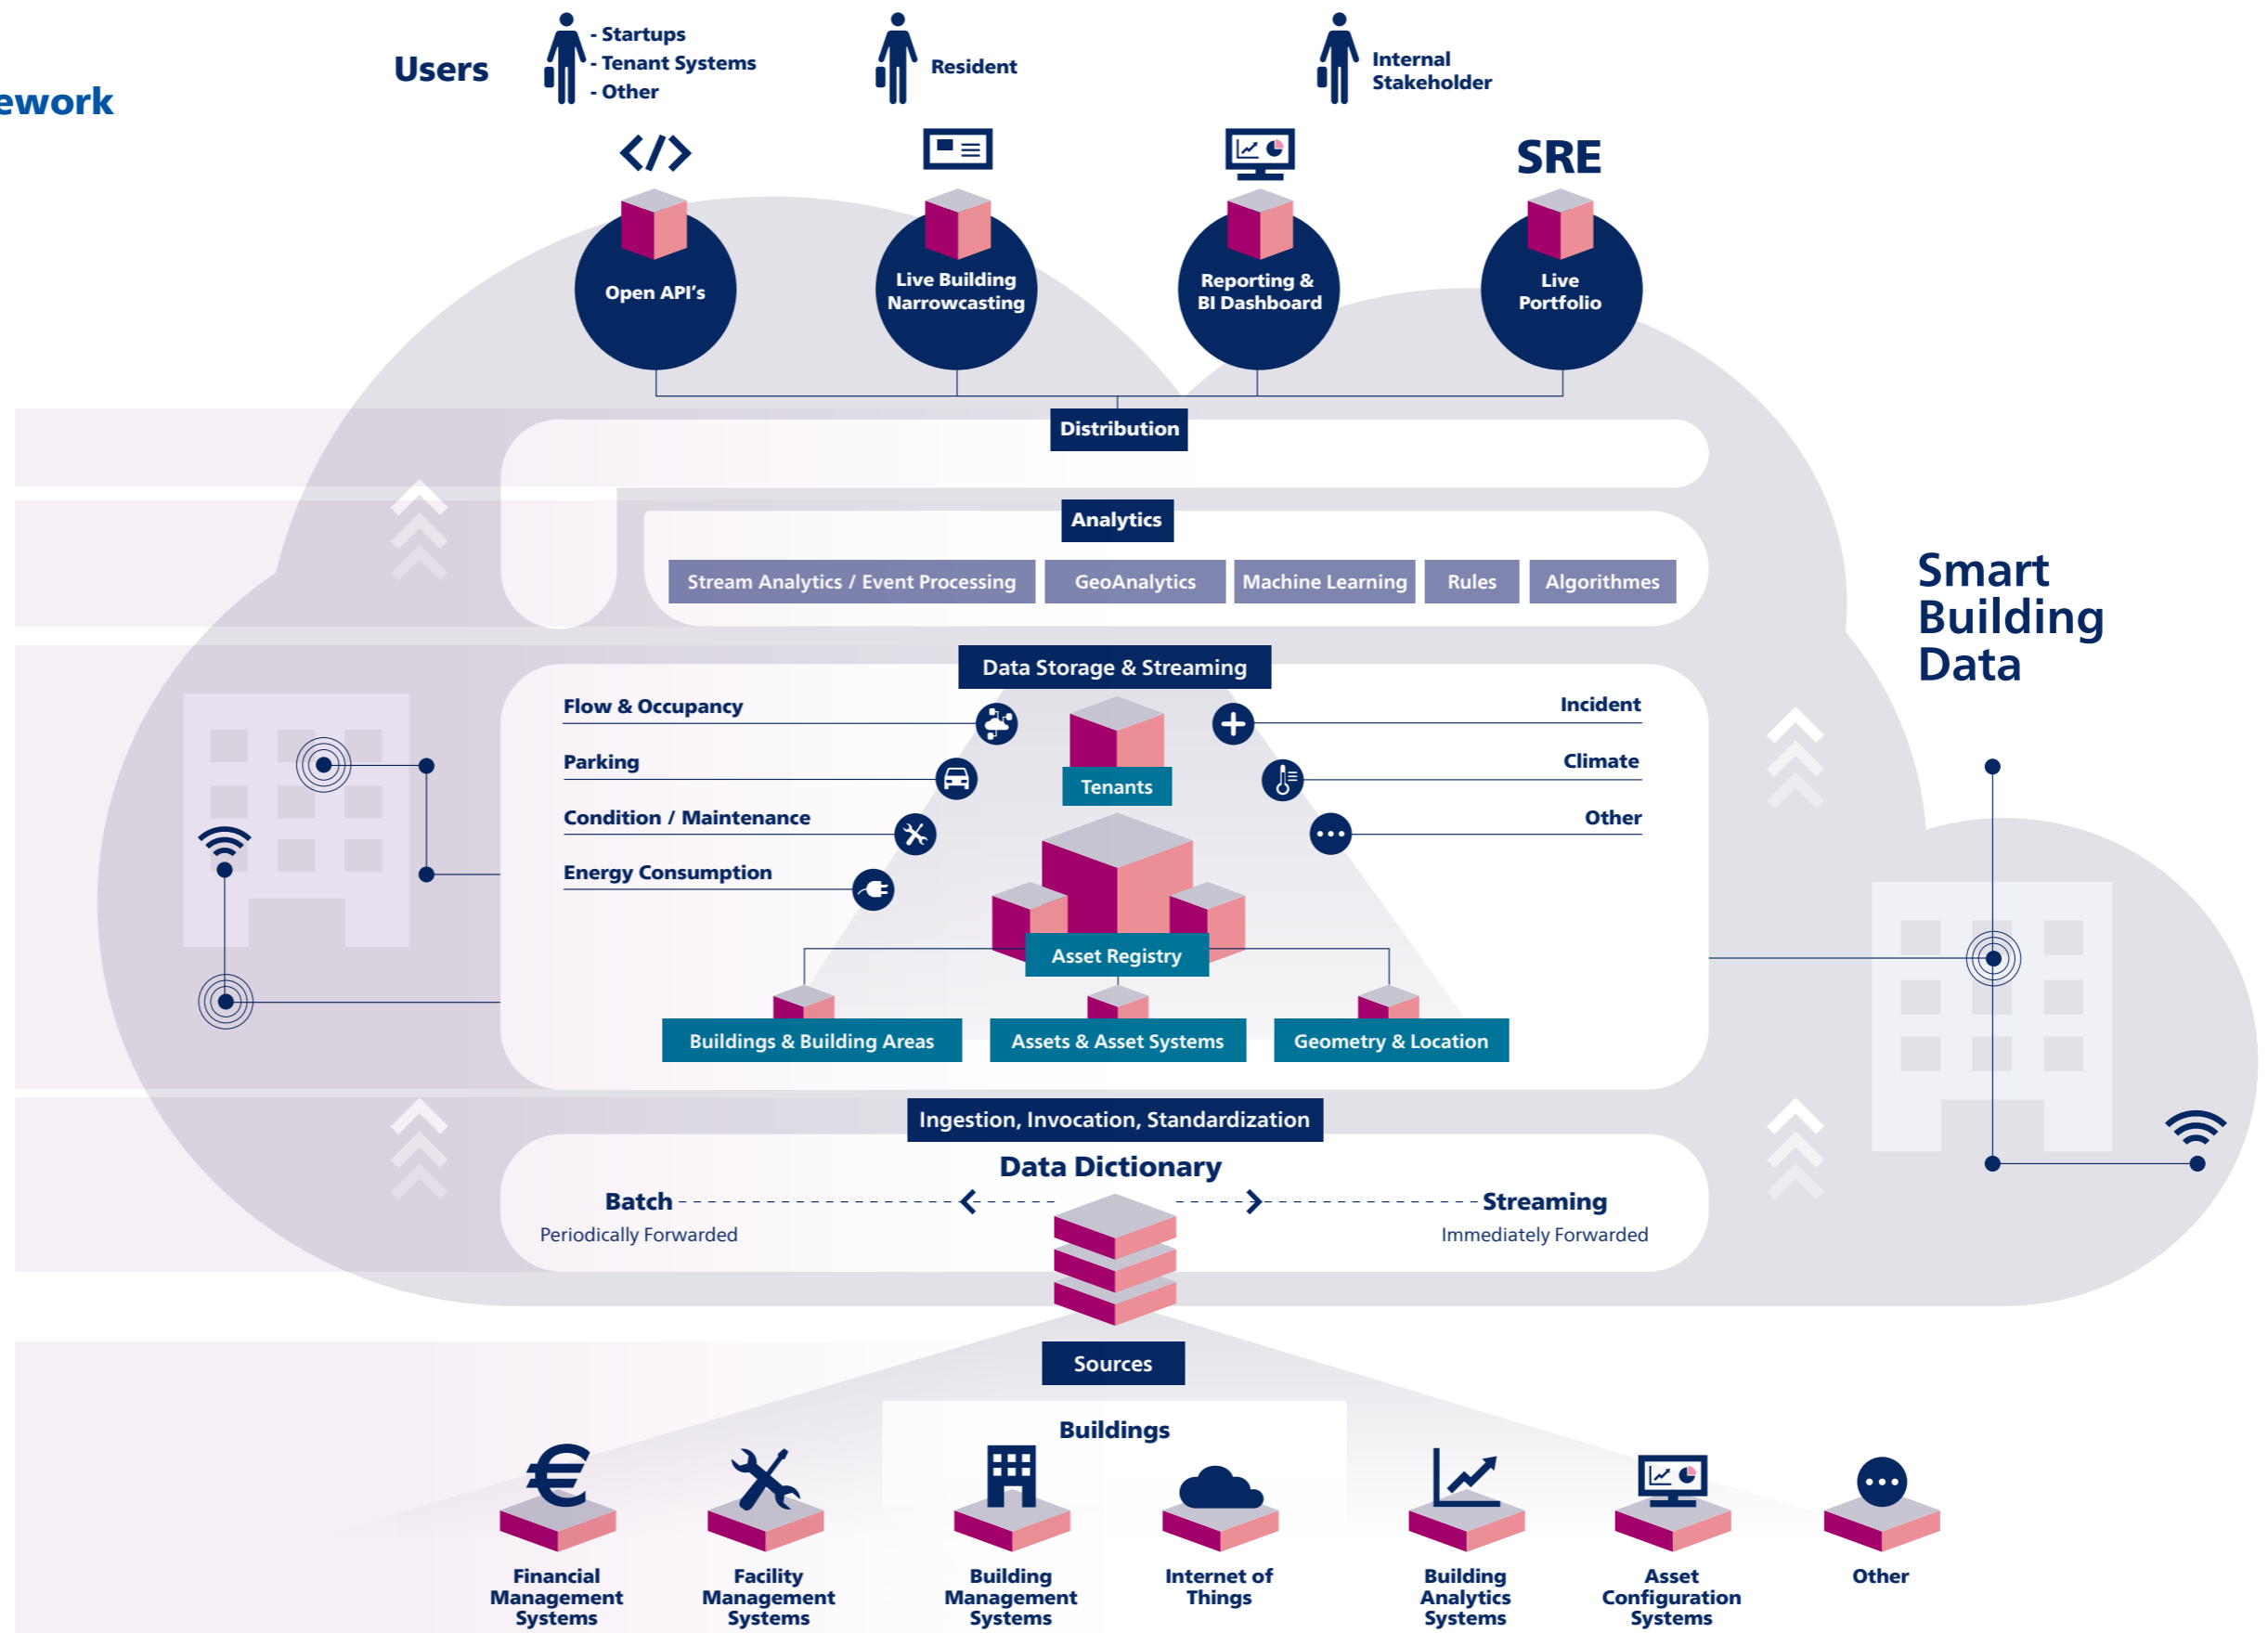 ework
Users
- Startups
- Tenant Systems
- Other
Resident
Internal
Stakeholder
SRE
Open API's
Live Building
Narrowcasting
Reporting &
BI Dashboard
Live
Portfolio
Distribution
Analytics
Stream Analytics / Event Processing
GeoAnalytics
Machine Learning
Rules
Algorithmes
Smart
Building
Data
Data Storage & Streaming
Flow & Occupancy
Parking
Condition / Maintenance
Energy Consumption
Incident
Climate
Other
Tenants
Asset Registry
Buildings & Building Areas
Assets & Asset Systems
Geometry & Location
Ingestion, Invocation, Standardization
Data Dictionary
Batch
Periodically Forwarded
Streaming
Immediately Forwarded
Sources
Buildings
Financial
Management
Systems
Facility
Management
Systems
Building
Management
Systems
Internet of
Things
Building
Analytics
Systems
Asset
Configuration
Systems
Other